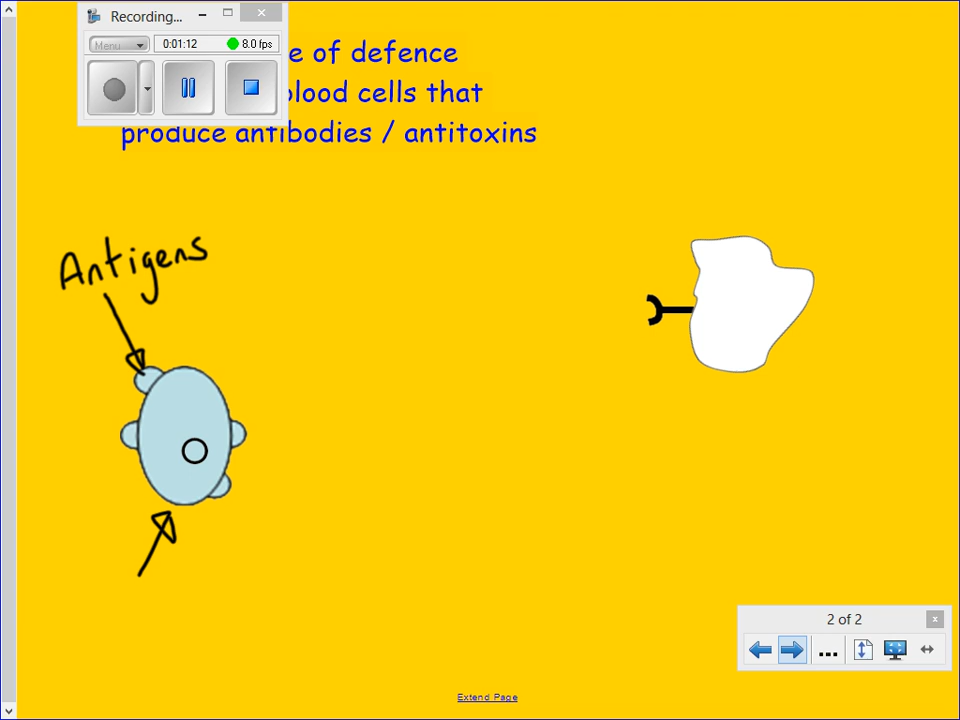 Recording...
Menu
0:01:12
8.0 fps
e of defence
blood cells that
produce antibodies / antitoxins
Antigens
2 of 2
Extend Page